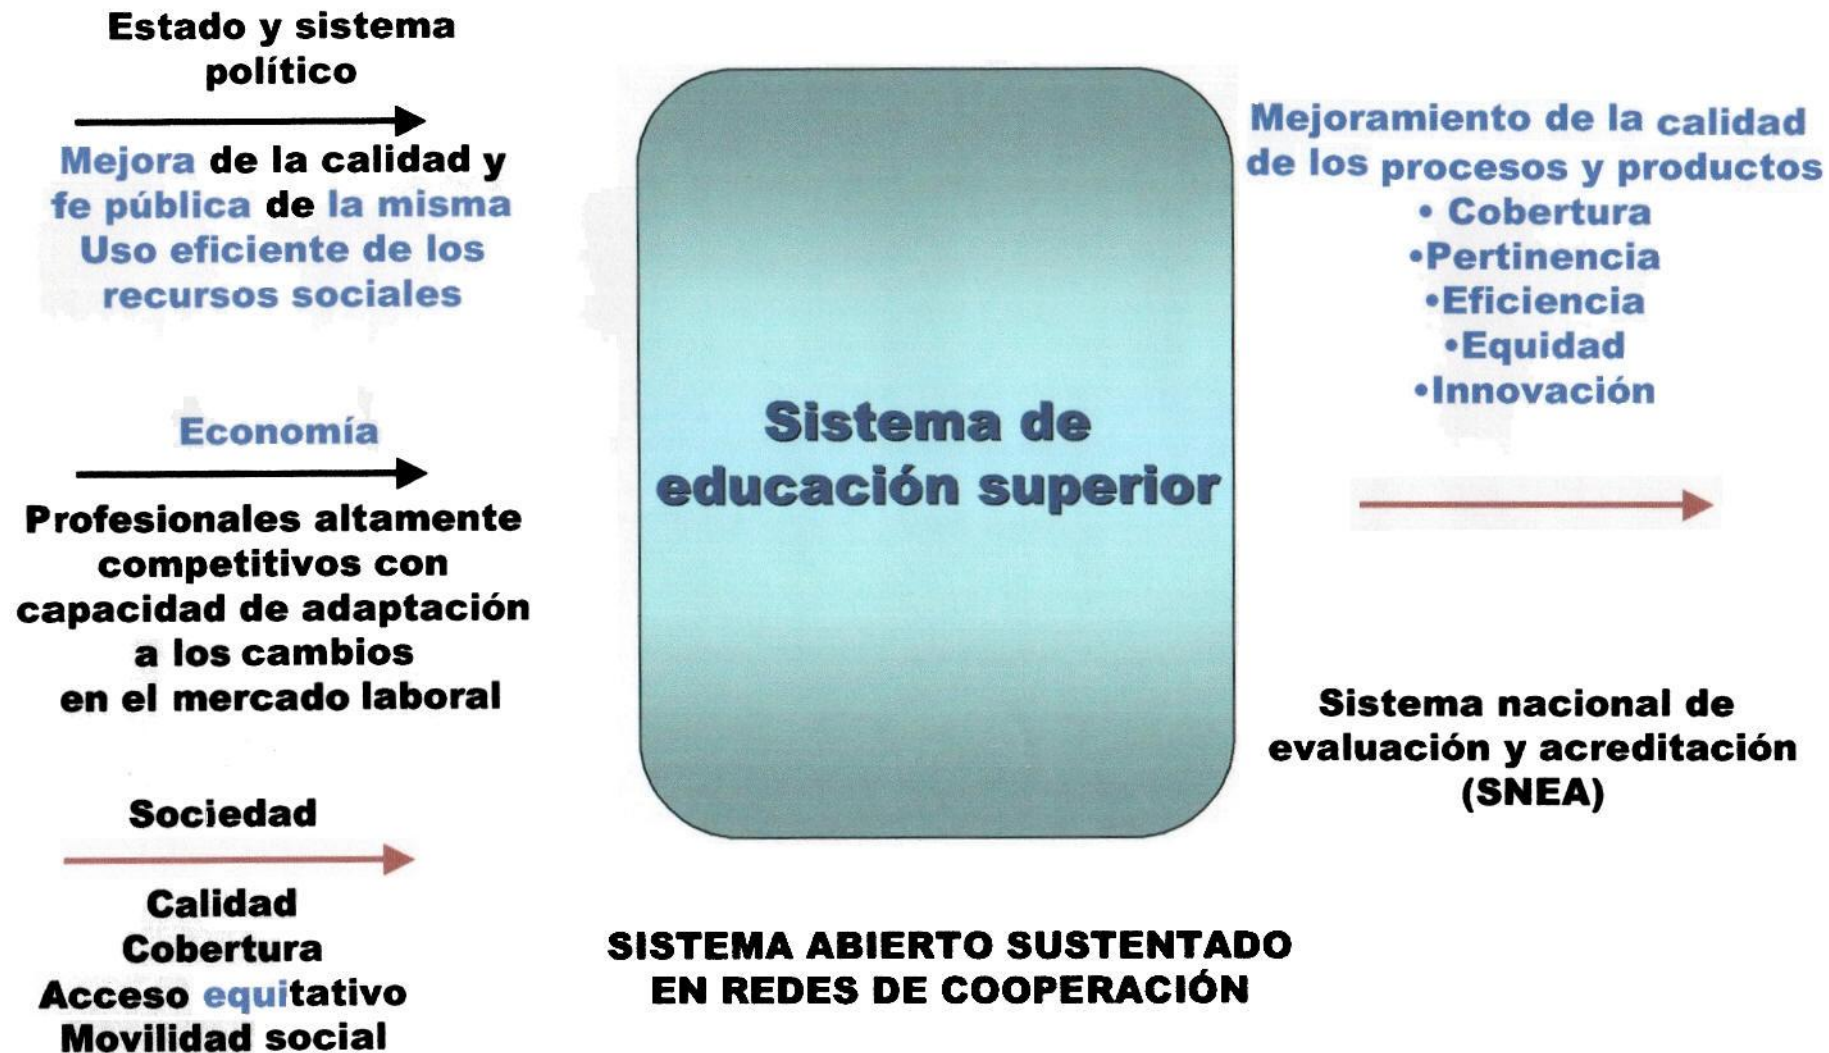 Estado y sistema
político
Mejora de la calidad y
fe pública de la misma
Uso eficiente de los
recursos sociales
Economía
Profesionales altamente
competitivos con
capacidad de adaptación
a los cambios
en el mercado laboral
Sociedad
Calidad
Cobertura
Acceso equitativo
Movilidad social
Sistema de
educación superior
SISTEMA ABIERTO SUSTENTADO
EN REDES DE COOPERACIÓN
Mejoramiento de la calidad
de los procesos y productos
• Cobertura
•Pertinencia
•Eficiencia
•Equidad
•Innovación
Sistema nacional de
evaluación y acreditación
(SNEA)